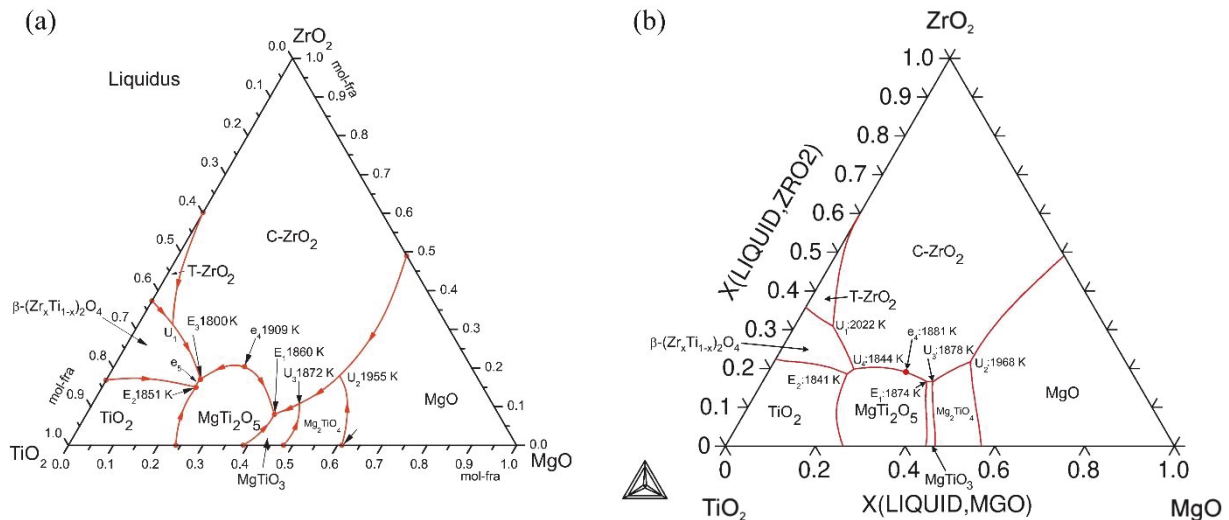 (a)
Liquidus
ZrO2
0.0
1.0
mol-fra
0.1
0.9
0.2
0.8
0.3
0.7
0.4
0.6
C-ZrO2
0.5
0.5
T-ZrO2
0.6
0.4
β-(ZrxTi1-x)2O4
0.7
0.3
U1
E3 1800 K
e4 1909 K
e5
E1 1860 K
U3 1872 K
U2 1955 K
0.8
0.2
E2 1851 K
mol-fra
0.9
0.1
TiO2
MgTi2O5
Mg2TiO4
MgO
1.0
0.0
TiO2
MgO
0.0
0.1
0.2
0.3
0.4
0.5
0.6
0.7
0.8
0.9
1.0
mol-fra
MgTiO3
(b)
ZrO2
1.0
0.9
0.8
0.7
X(LIQUID,ZRO2)
0.6
0.5
C-ZrO2
0.4
T-ZrO2
β-(ZrxTi1-x)2O4
0.3
U1:2022 K
e4:1881 K
U3:1878 K
0.2
U4:1844 K
U2:1968 K
E2:1841 K
E1:1874 K
0.1
TiO2
MgTi2O5
Mg2TiO4
MgO
0
0
0.2
0.4
0.6
0.8
1.0
MgTiO3
TiO2
X(LIQUID,MGO)
MgO